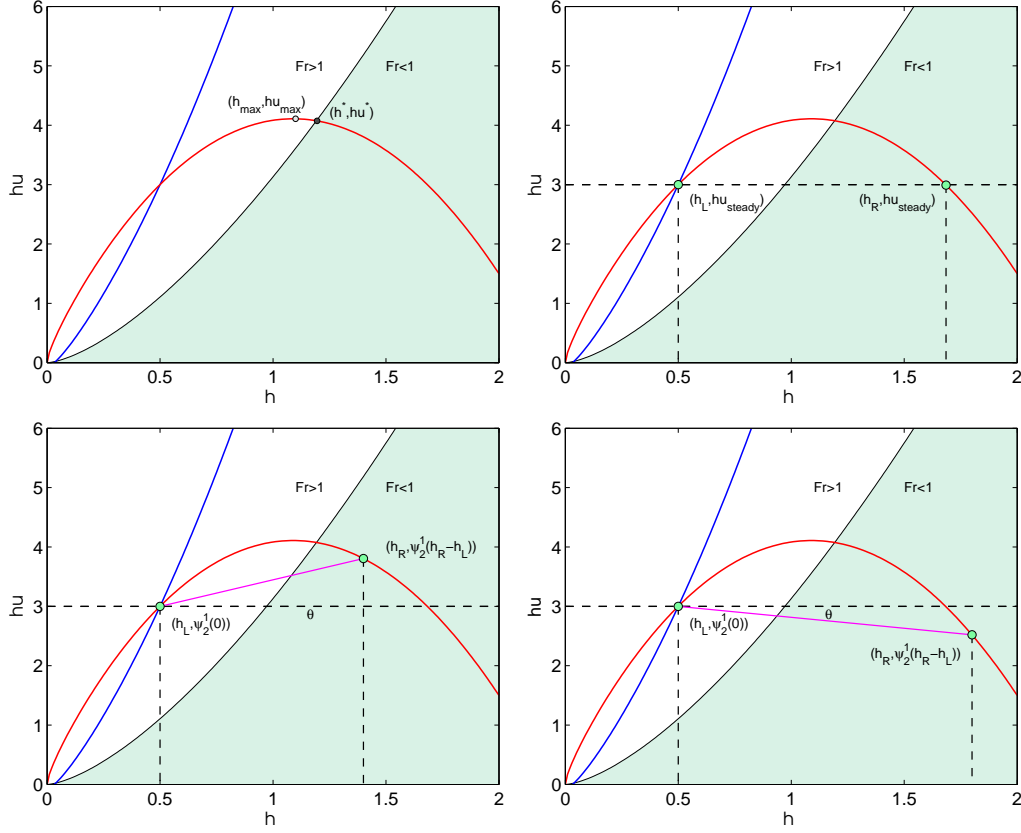 6
5
4
3
2
1
0
hu
Fr>1
Fr<1
(h_max,hu_max)
(h*,hu*)
0 0.5 1 1.5 2
h
6
5
4
3
2
1
0
hu
Fr>1
Fr<1
(h_L,hu_steady)
(h_R,hu_steady)
0 0.5 1 1.5 2
h
6
5
4
3
2
1
0
hu
Fr>1
Fr<1
(h_R,ψ_2^1(h_R−h_L))
θ
(h_L,ψ_2^1(0))
0 0.5 1 1.5 2
h
6
5
4
3
2
1
0
hu
Fr>1
Fr<1
θ
(h_L,ψ_2^1(0))
(h_R,ψ_2^1(h_R−h_L))
0 0.5 1 1.5 2
h